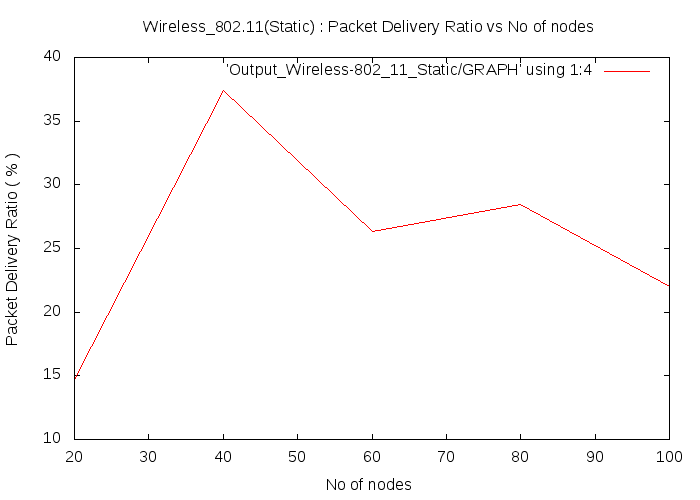 Wireless_802.11(Static) : Packet Delivery Ratio vs No of nodes
'Output_Wireless-802_11_Static/GRAPH' using 1:4
Packet Delivery Ratio ( % )
40
35
30
25
20
15
10
20 30 40 50 60 70 80 90 100
No of nodes